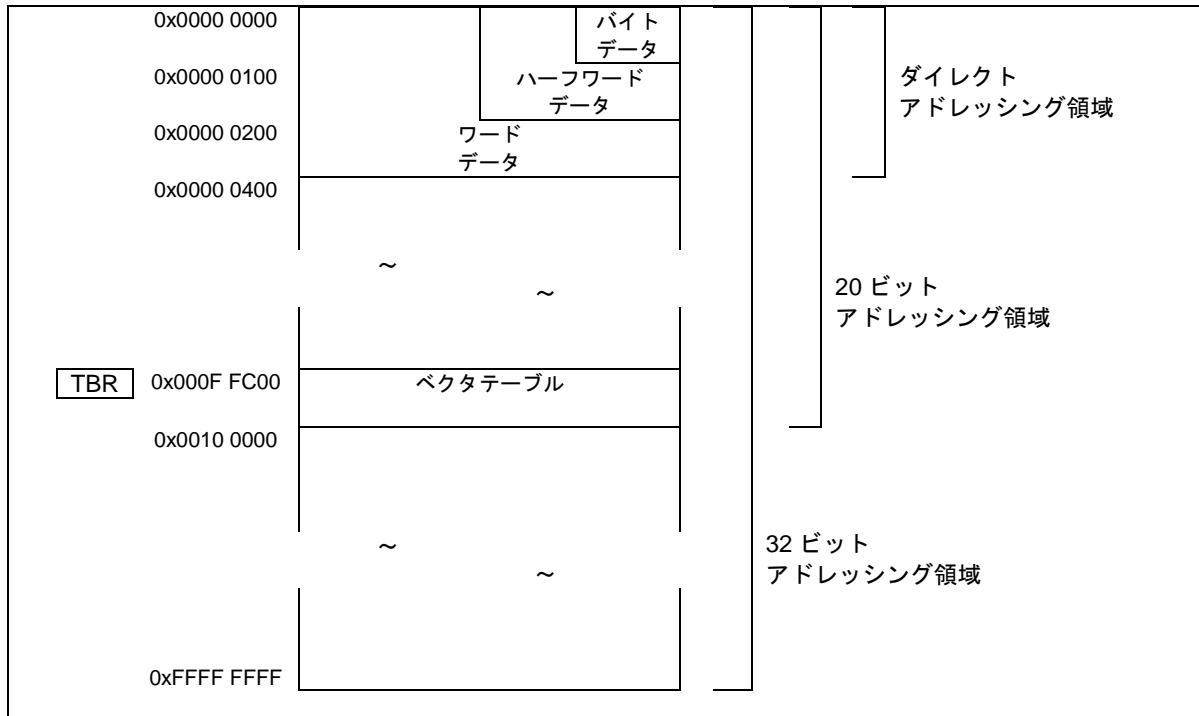 0x0000 0000
バイト
データ
0x0000 0100
ハーフワード
データ
0x0000 0200
ワード
データ
0x0000 0400
ダイレクト
アドレッシング領域
～
～
20 ビット
アドレッシング領域
TBR
0x000F FC00
ベクタテーブル
0x0010 0000
～
～
32 ビット
アドレッシング領域
0xFFFF FFFF